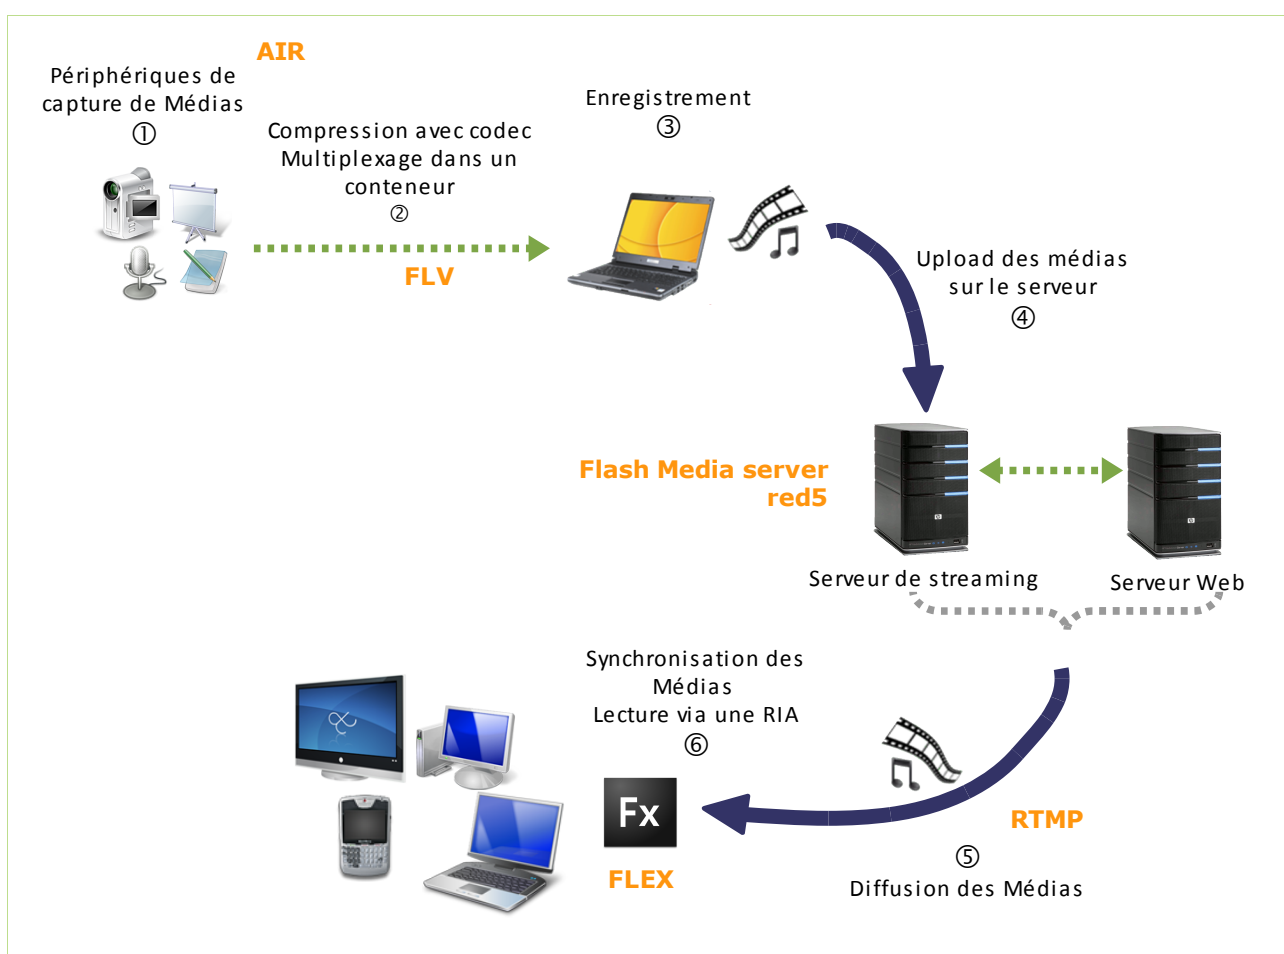 AIR
Périphériques de
capture de Médias
①
Compression avec codec
Multiplexage dans un
conteneur
②
FLV
Enregistrement
③
Upload des médias
sur le serveur
④
Flash Media server
red5
Serveur de streaming
Serveur Web
Synchronisation des
Médias
Lecture via une RIA
⑥
Fx
FLEX
RTMP
⑤
Diffusion des Médias